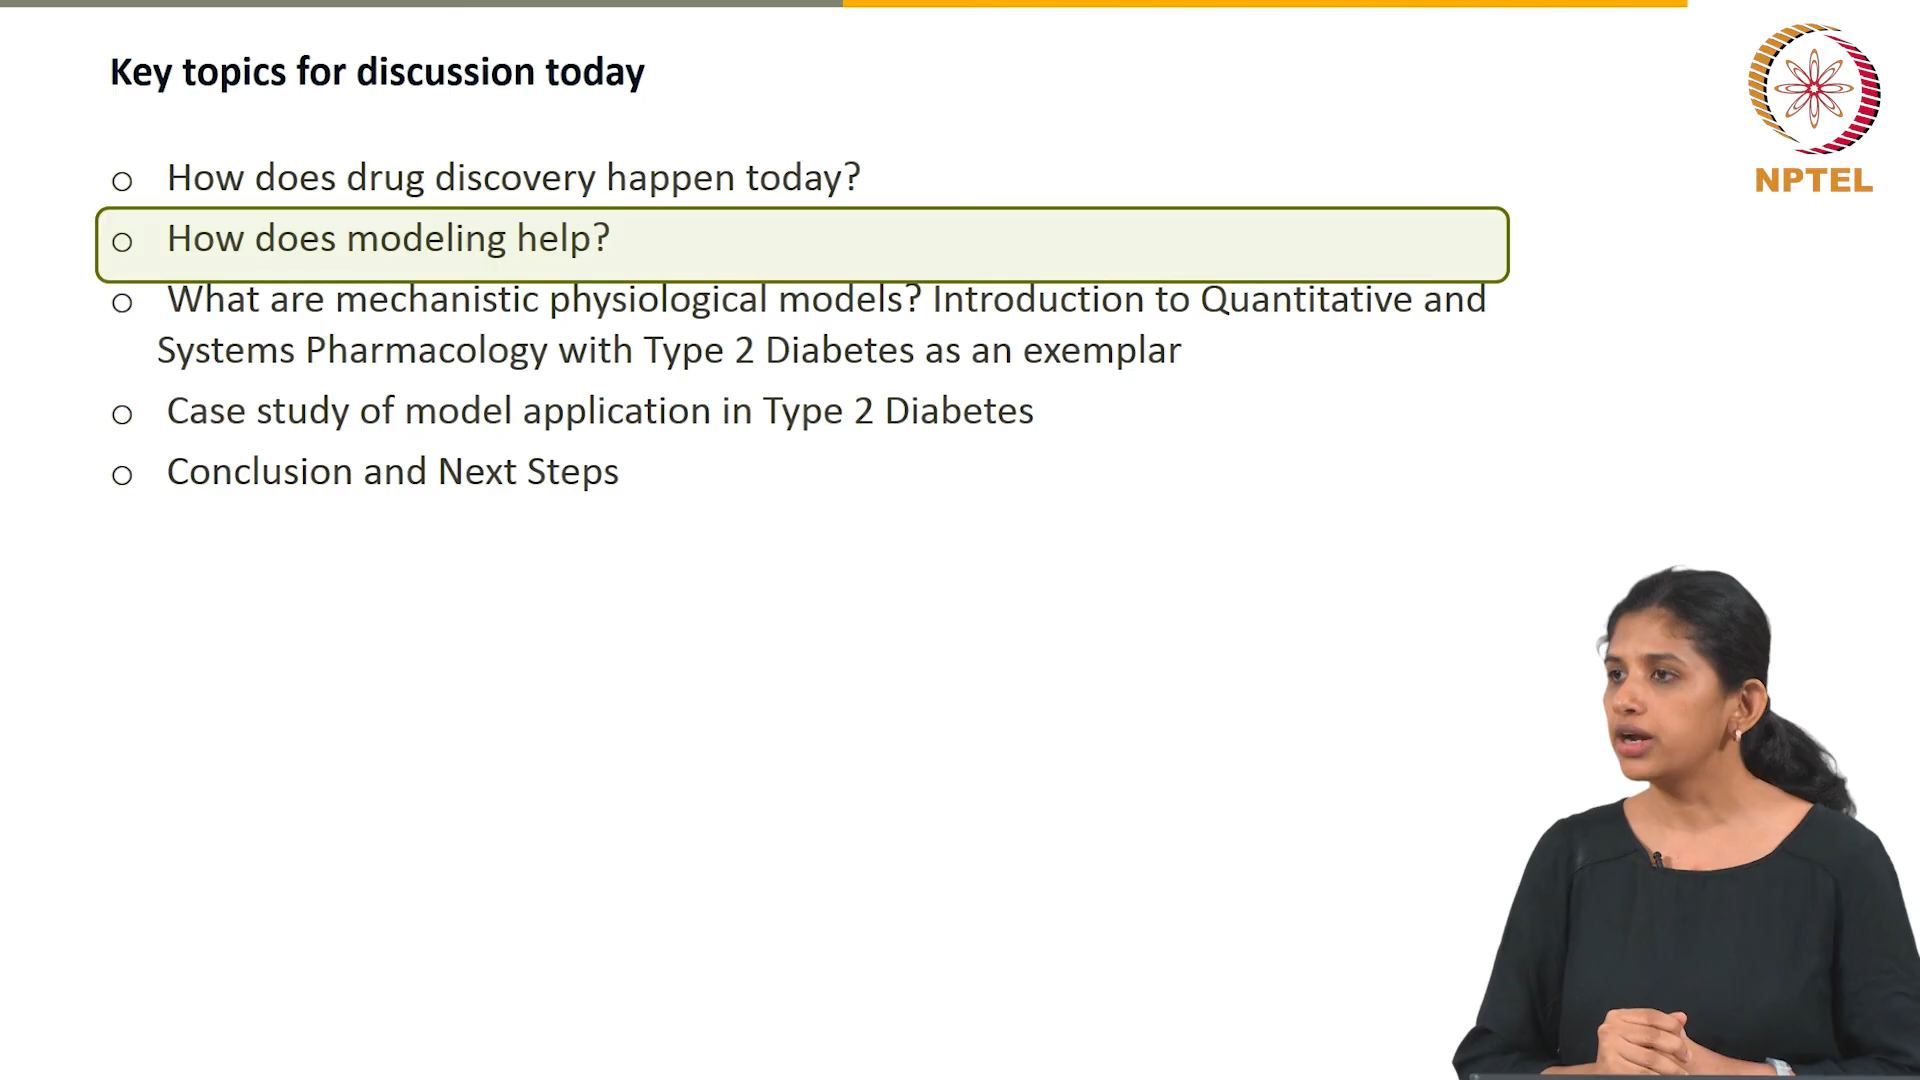 Key topics for discussion today
NPTEL
o How does drug discovery happen today?
o How does modeling help?
o What are mechanistic physiological models? Introduction to Quantitative and
Systems Pharmacology with Type 2 Diabetes as an exemplar
o Case study of model application in Type 2 Diabetes
o Conclusion and Next Steps